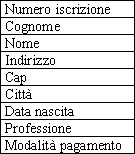 Numero iscrizione
Cognome
Nome
Indirizzo
Cap
Città
Data nascita
Professione
Modalità pagamento